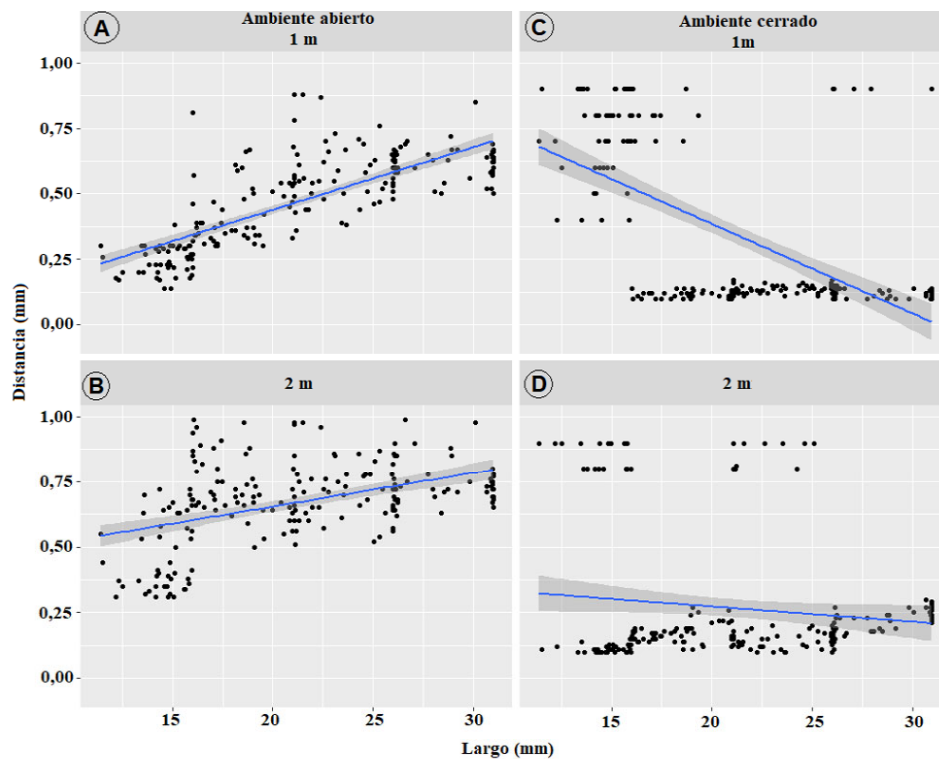 A
Ambiente abierto
1 m
C
Ambiente cerrado
1m
1,00
0,75
0,50
0,25
0,00
B
2 m
D
2 m
1,00
0,75
0,50
0,25
0,00
Distancia (mm)
15
20
25
30
15
20
25
30
Largo (mm)